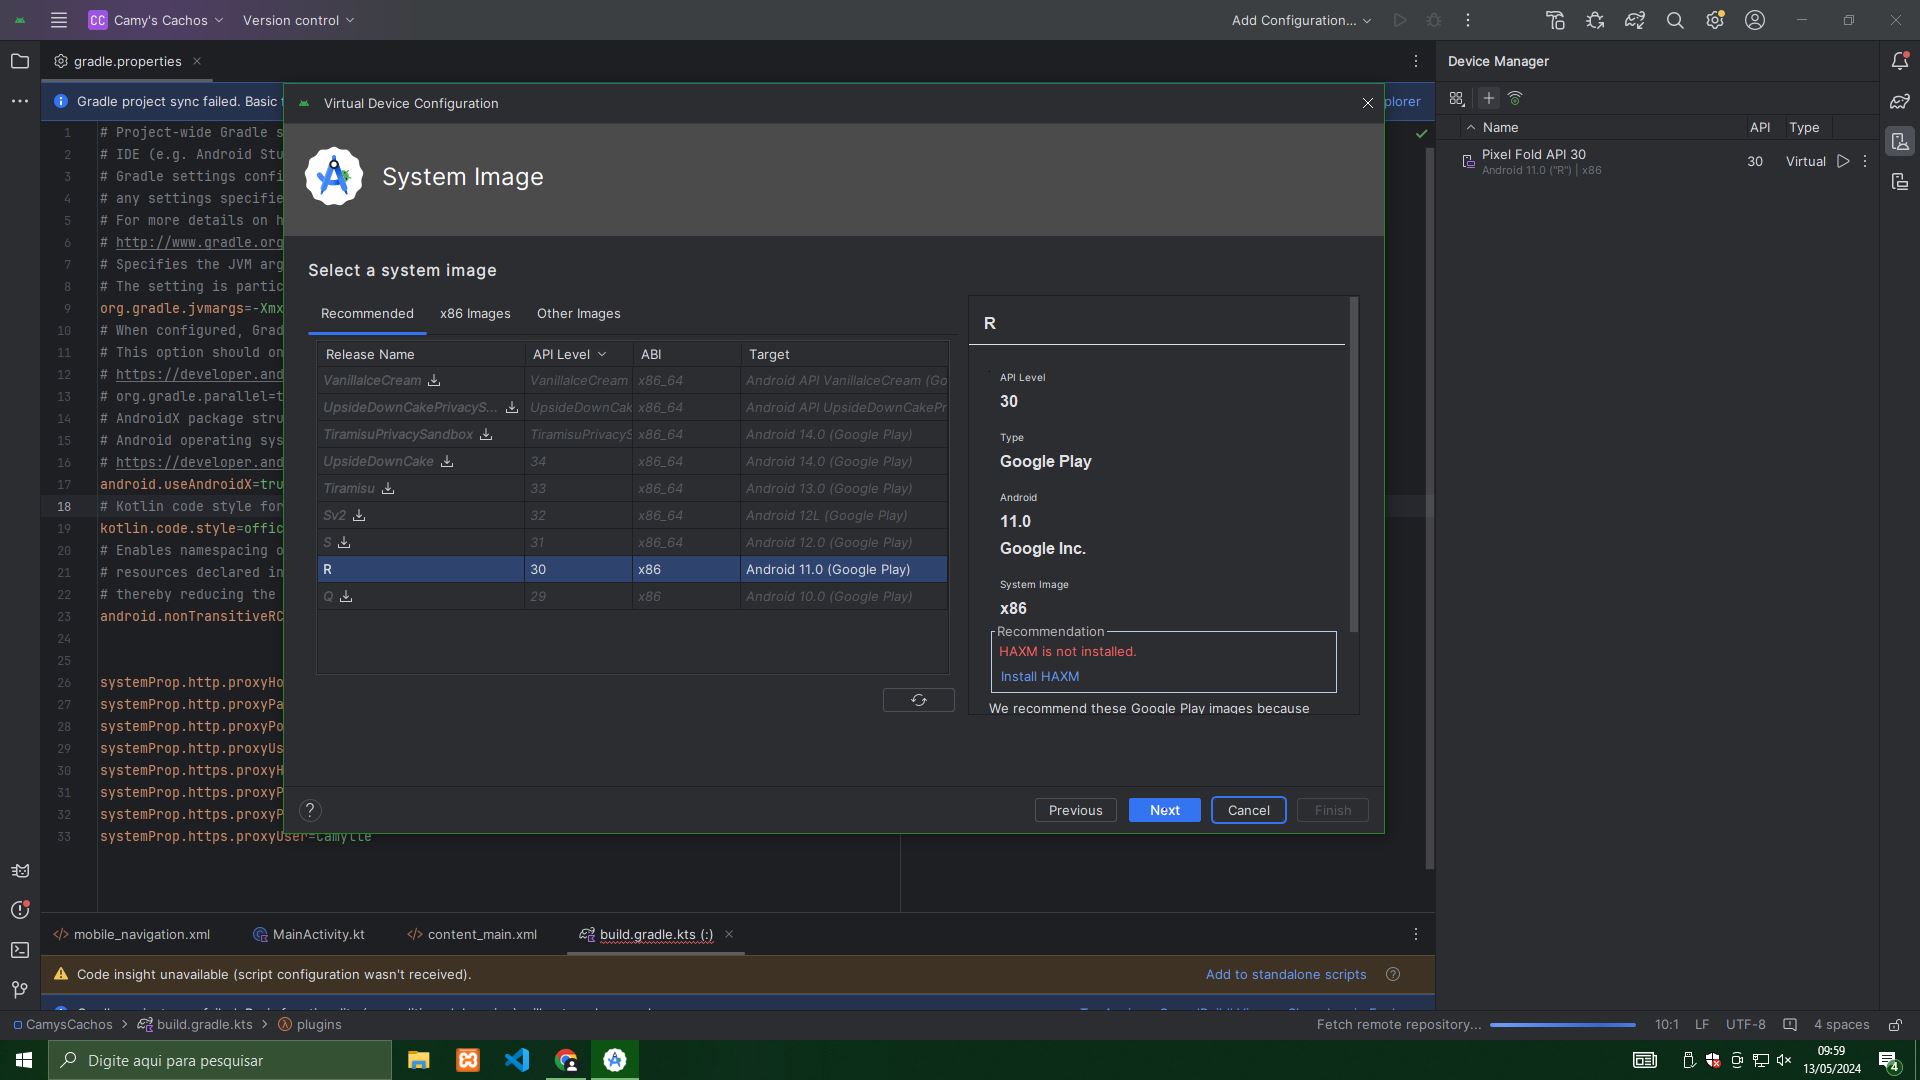 CC Camy's Cachos Version control Add Configuration...
gradle.properties
Device Manager
Gradle project sync failed. Basic
plorer
Virtual Device Configuration
System Image
Select a system image
Recommended x86 Images Other Images
Release Name API Level ABI Target
VanillaIceCream VanillaIceCream x86_64 Android API VanillaIceCream (Go
UpsideDownCakePrivacyS... UpsideDownCak x86_64 Android API UpsideDownCakePr
TiramisuPrivacySandbox TiramisuPrivacyS x86_64 Android 14.0 (Google Play)
UpsideDownCake 34 x86_64 Android 14.0 (Google Play)
Tiramisu 33 x86_64 Android 13.0 (Google Play)
Sv2 32 x86_64 Android 12L (Google Play)
S 31 x86_64 Android 12.0 (Google Play)
R 30 x86 Android 11.0 (Google Play)
Q 29 x86 Android 10.0 (Google Play)
R
API Level
30
Type
Google Play
Android
11.0
Google Inc.
System Image
x86
Recommendation
HAXM is not installed.
Install HAXM
We recommend these Google Play images because
? Previous Next Cancel Finish
Name API Type
Pixel Fold API 30 30 Virtual
Android 11.0 ("R") | x86
1 # Project-wide Gradle s
2 # IDE (e.g. Android Stu
3 # Gradle settings confi
4 # any settings specifie
5 # For more details on h
6 # http://www.gradle.org
7 # Specifies the JVM arg
8 # The setting is partic
9 org.gradle.jvmargs=-Xmx
10 # When configured, Grad
11 # This option should on
12 # https://developer.and
13 # org.gradle.parallel=t
14 # AndroidX package stru
15 # Android operating sys
16 # https://developer.and
17 android.useAndroidX=tru
18 # Kotlin code style for
19 kotlin.code.style=offic
20 # Enables namespacing o
21 # resources declared in
22 # thereby reducing the
23 android.nonTransitiveRC
24
25
26 systemProp.http.proxyHo
27 systemProp.http.proxyPa
28 systemProp.http.proxyPo
29 systemProp.http.proxyUs
30 systemProp.https.proxyH
31 systemProp.https.proxyP
32 systemProp.https.proxyP
33 systemProp.https.proxyUser=Camylle
mobile_navigation.xml MainActivity.kt content_main.xml build.gradle.kts (:)
Code insight unavailable (script configuration wasn't received). Add to standalone scripts
CamysCachos > build.gradle.kts > plugins Fetch remote repository... 10:1 LF UTF-8 4 spaces
Digite aqui para pesquisar
09:59
13/05/2024
4